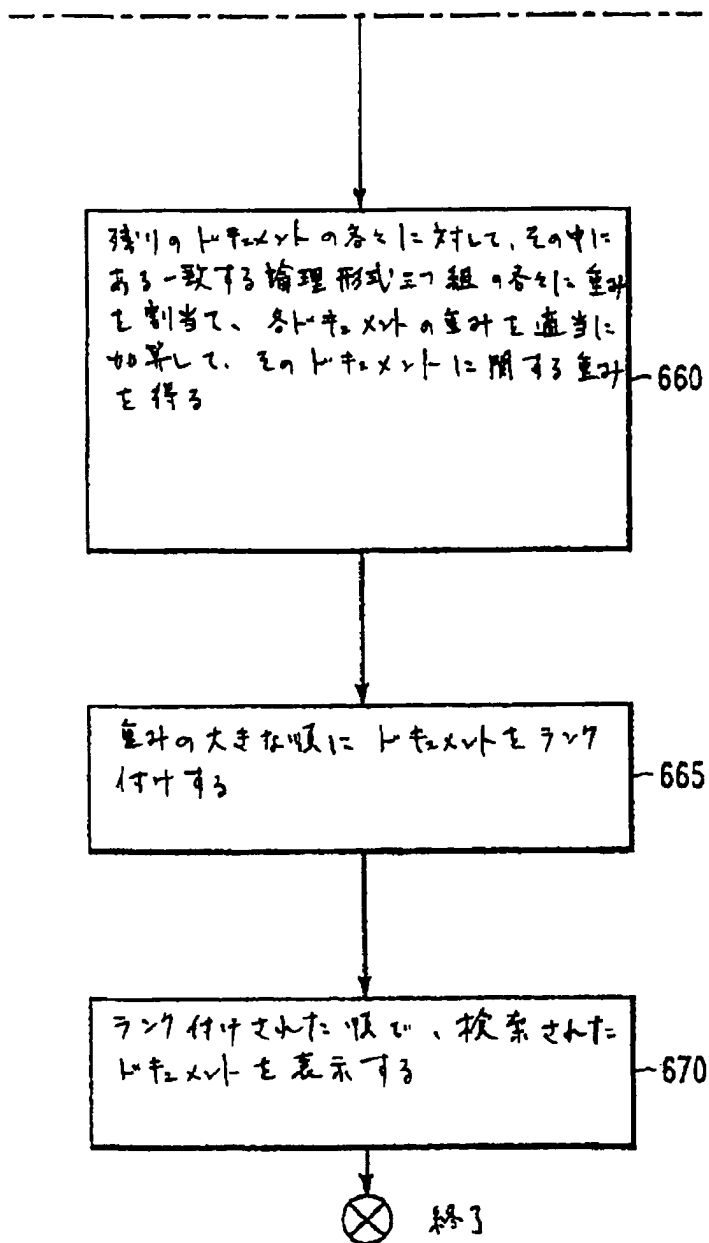 残りのドキュメントの各々に対して、その中に
ある一致する論理形式三つ組の各々に重み
を割当て、各ドキュメントの重みを適当に
加算して、そのドキュメントに関する重み
を得る
660
重みの大きな順にドキュメントをランク
付けする
665
ランク付けされた順で、検索された
ドキュメントを表示する
670
終了